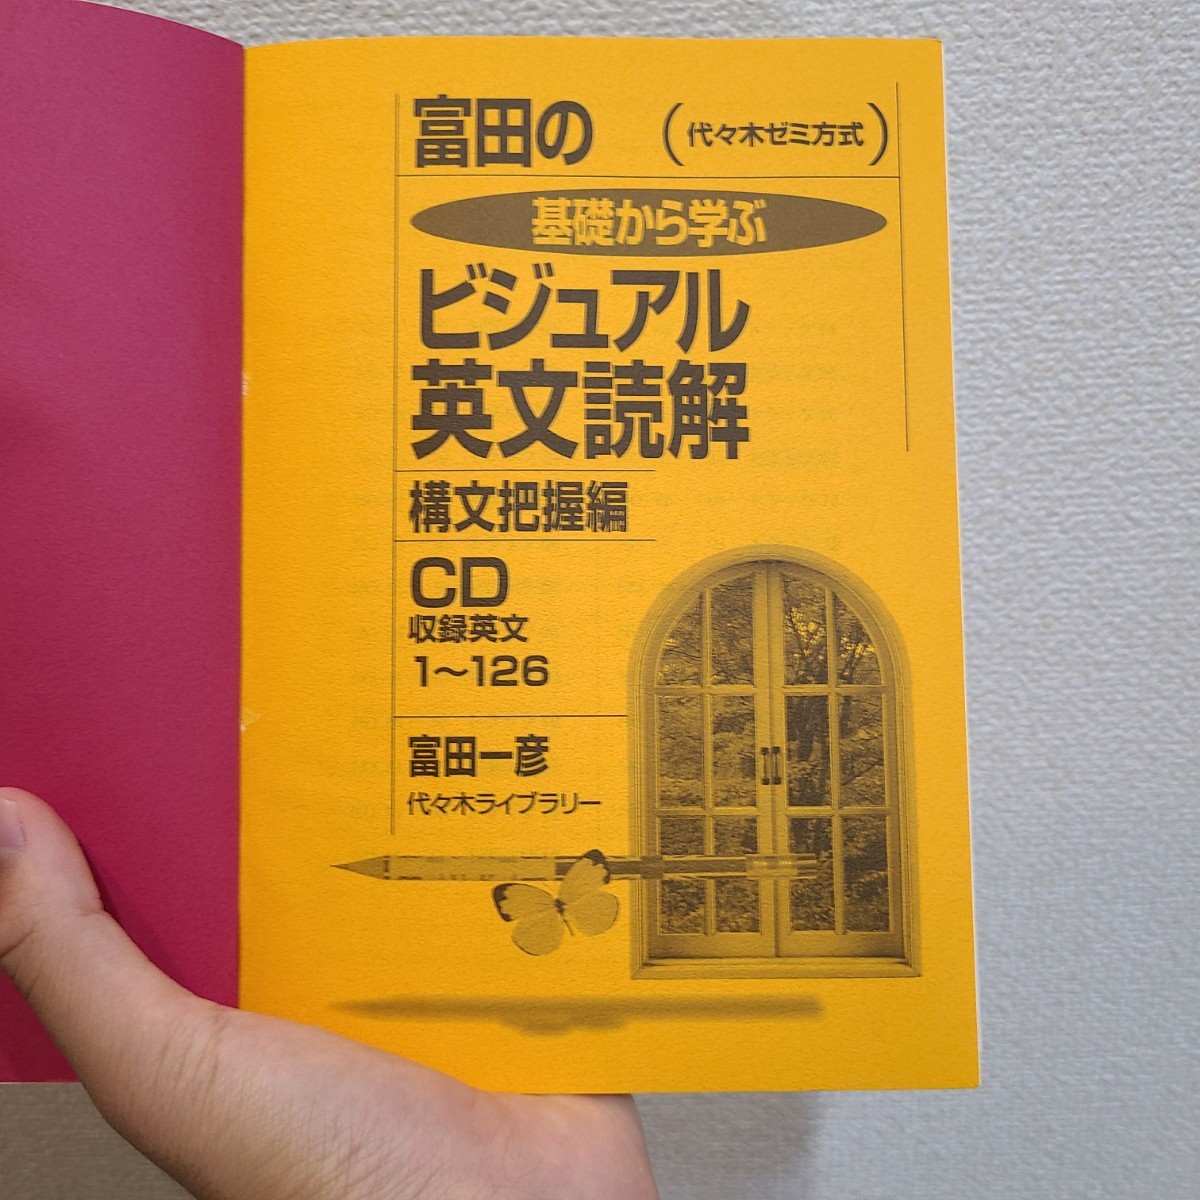 富田の
(代々木ゼミ方式)
基礎から学ぶ
ビジュアル
英文読解
構文把握編
CD
収録英文
1〜126
富田一彦
代々木ライブラリー